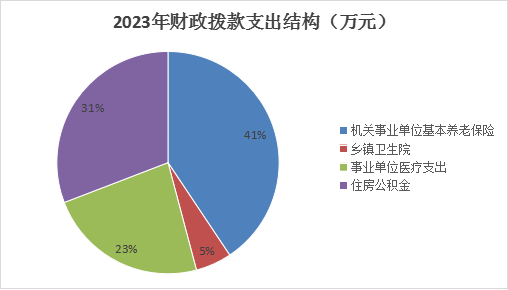 2023年财政拨款支出结构（万元）
31%
41%
23%
5%
机关事业单位基本养老保险
乡镇卫生院
事业单位医疗支出
住房公积金